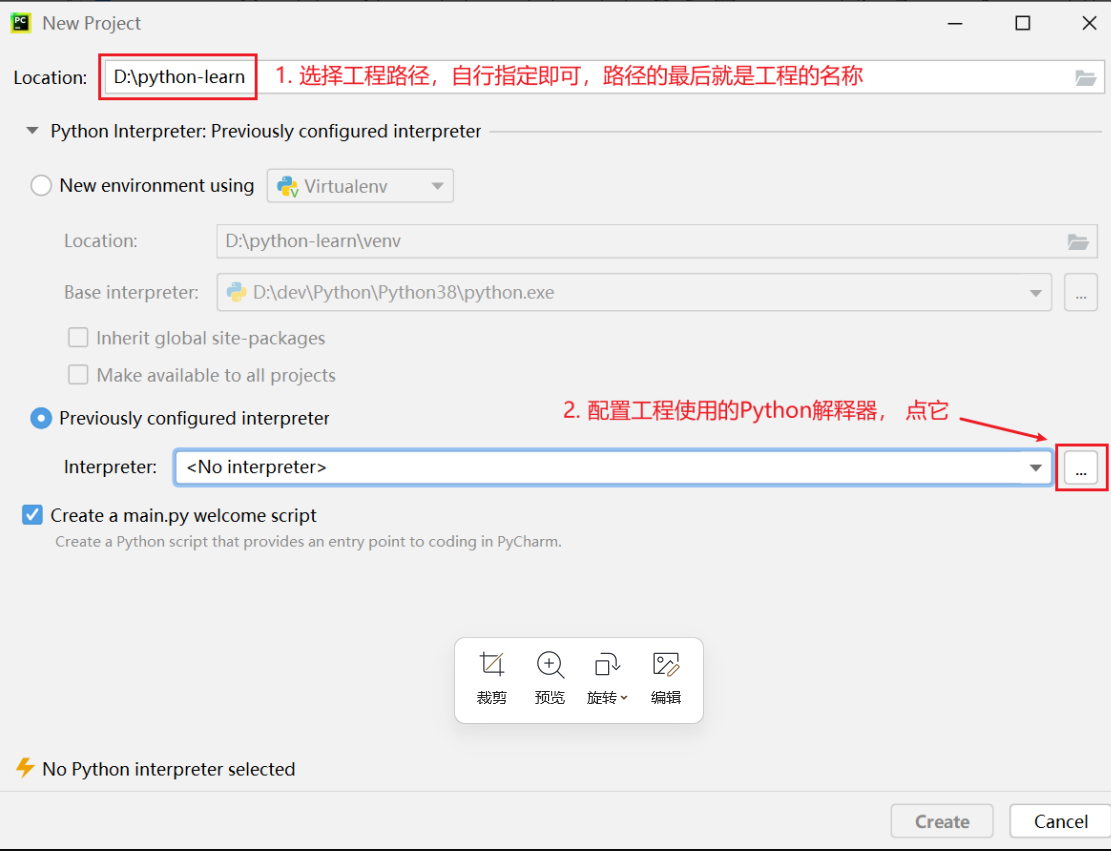 PC New Project
Location: D:\python-learn 1. 选择工程路径，自行指定即可，路径的最后就是工程的名称
Python Interpreter: Previously configured interpreter
New environment using Virtualenv
Location: D:\python-learn\venv
Base interpreter: D:\dev\Python\Python38\python.exe ...
Inherit global site-packages
Make available to all projects
2. 配置工程使用的Python解释器， 点它
Previously configured interpreter
Interpreter: <No interpreter> ...
Create a main.py welcome script
Create a Python script that provides an entry point to coding in PyCharm.
裁剪 预览 旋转 编辑
No Python interpreter selected
Create Cancel